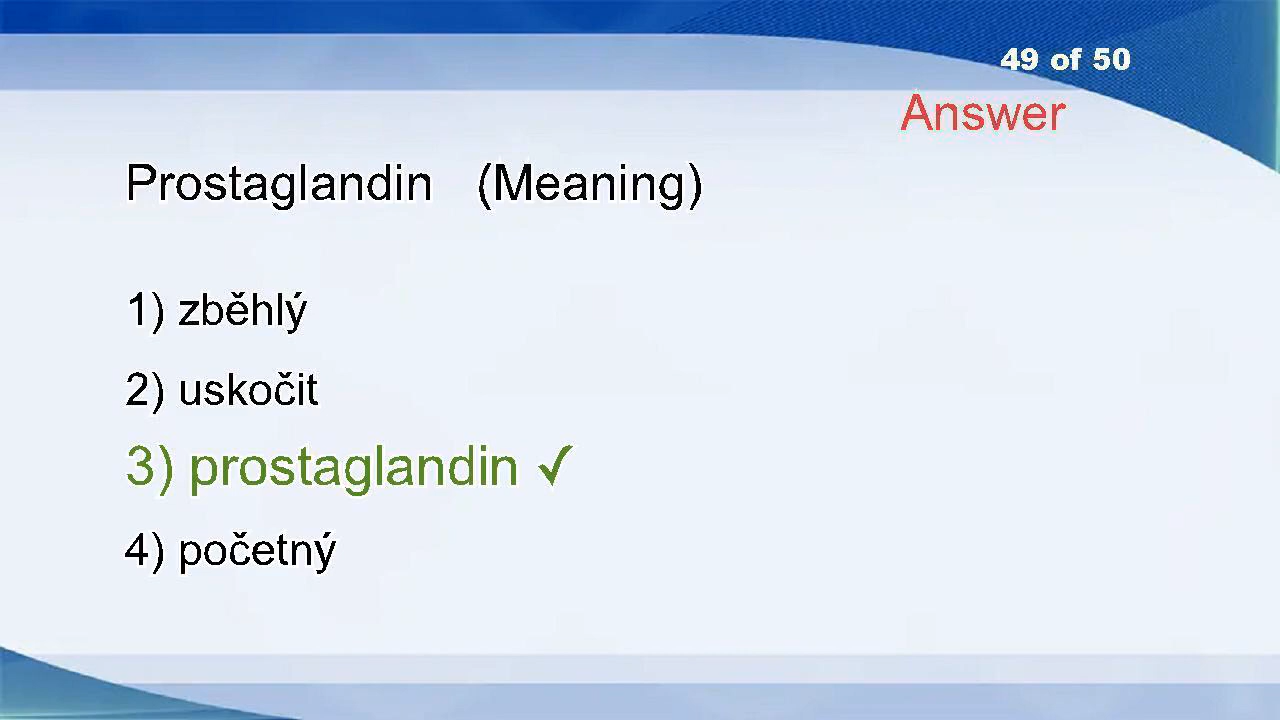 49 of 50
Answer
Prostaglandin (Meaning)
1) zběhlý
2) uskočit
3) prostaglandin ✓
4) početný